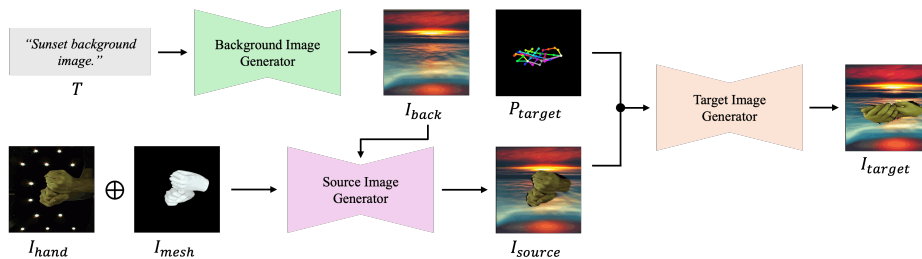 “Sunset background
image.”
T
Background Image
Generator
I_back
P_target
Target Image
Generator
I_target
I_hand
⊕
I_mesh
Source Image
Generator
I_source